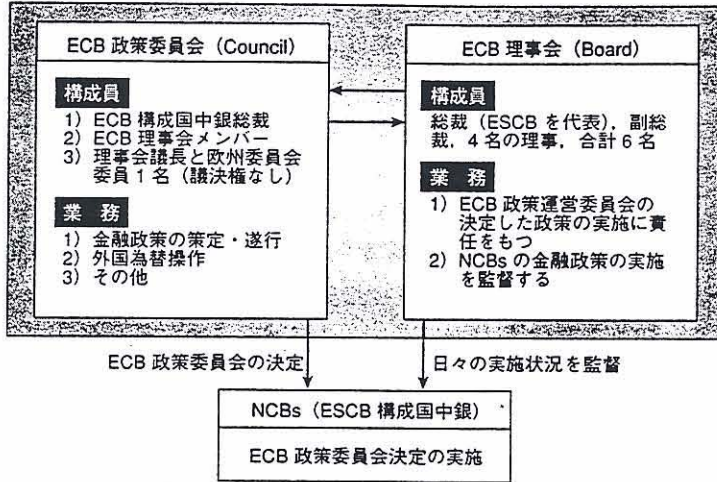 ECB 政策委員会（Council）
構成員
1) ECB 構成国中銀総裁
2) ECB 理事会メンバー
3) 理事会議長と欧州委員会
委員 1 名（議決権なし）
業 務
1) 金融政策の策定・遂行
2) 外国為替操作
3) その他
ECB 理事会（Board）
構成員
総裁（ESCB を代表），副総
裁，4 名の理事，合計 6 名
業 務
1) ECB 政策運営委員会の
決定した政策の実施に責
任をもつ
2) NCBs の金融政策の実施
を監督する
ECB 政策委員会の決定
日々の実施状況を監督
NCBs（ESCB 構成国中銀）
ECB 政策委員会決定の実施